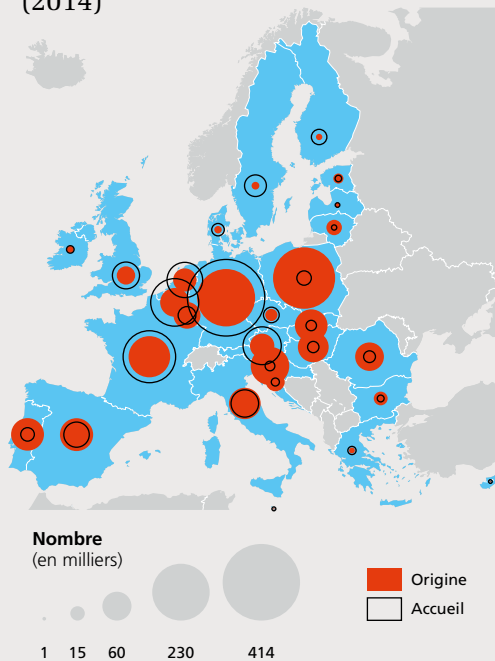 (2014)
Nombre
(en milliers)
1 15 60 230 414
Origine
Accueil